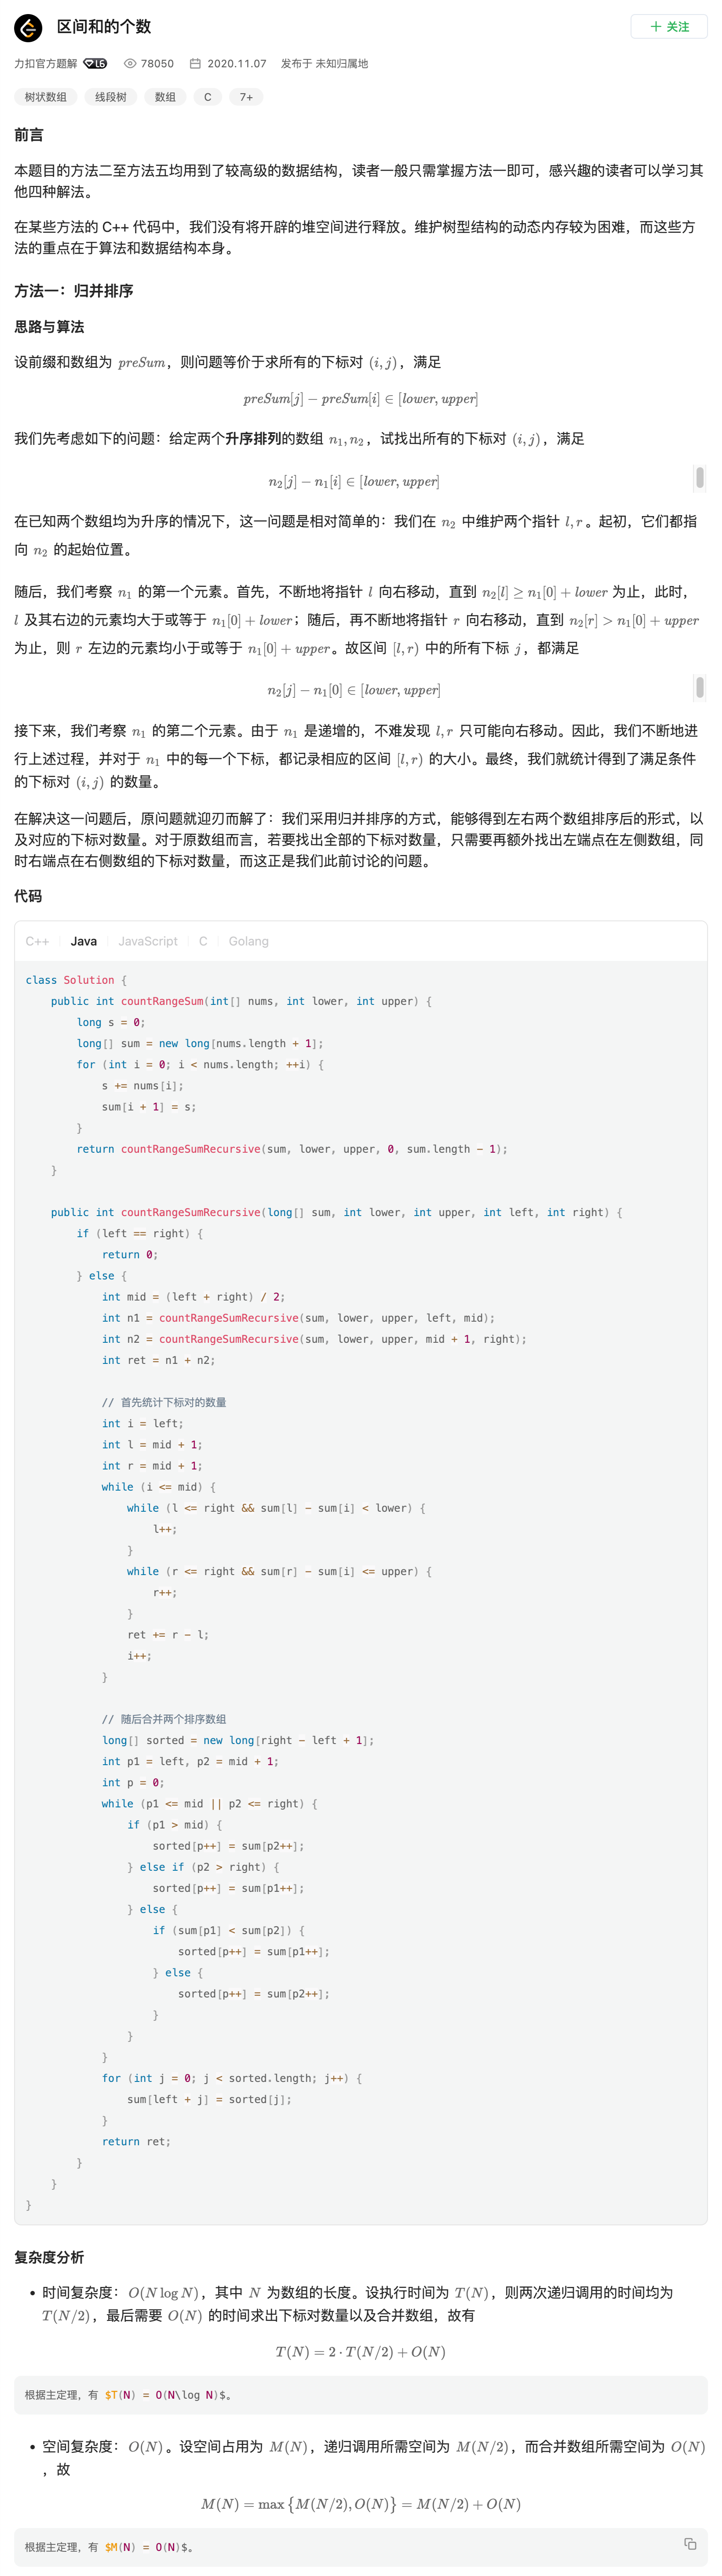 区间和的个数
关注
力扣官方题解 L6 78050 2020.11.07 发布于 未知归属地
树状数组 线段树 数组 C 7+
前言
本题目的方法二至方法五均用到了较高级的数据结构，读者一般只需掌握方法一即可，感兴趣的读者可以学习其
他四种解法。
在某些方法的 C++ 代码中，我们没有将开辟的堆空间进行释放。维护树型结构的动态内存较为困难，而这些方
法的重点在于算法和数据结构本身。
方法一：归并排序
思路与算法
设前缀和数组为 preSum，则问题等价于求所有的下标对 (i, j)，满足
preSum[j] − preSum[i] ∈ [lower, upper]
我们先考虑如下的问题：给定两个升序排列的数组 n₁, n₂，试找出所有的下标对 (i, j)，满足
n₂[j] − n₁[i] ∈ [lower, upper]
在已知两个数组均为升序的情况下，这一问题是相对简单的：我们在 n₂ 中维护两个指针 l, r。起初，它们都指
向 n₂ 的起始位置。
随后，我们考察 n₁ 的第一个元素。首先，不断地将指针 l 向右移动，直到 n₂[l] ≥ n₁[0] + lower 为止，此时，
l 及其右边的元素均大于或等于 n₁[0] + lower；随后，再不断地将指针 r 向右移动，直到 n₂[r] > n₁[0] + upper
为止，则 r 左边的元素均小于或等于 n₁[0] + upper。故区间 [l, r) 中的所有下标 j，都满足
n₂[j] − n₁[0] ∈ [lower, upper]
接下来，我们考察 n₁ 的第二个元素。由于 n₁ 是递增的，不难发现 l, r 只可能向右移动。因此，我们不断地进
行上述过程，并对于 n₁ 中的每一个下标，都记录相应的区间 [l, r) 的大小。最终，我们就统计得到了满足条件
的下标对 (i, j) 的数量。
在解决这一问题后，原问题就迎刃而解了：我们采用归并排序的方式，能够得到左右两个数组排序后的形式，以
及对应的下标对数量。对于原数组而言，若要找出全部的下标对数量，只需要再额外找出左端点在左侧数组，同
时右端点在右侧数组的下标对数量，而这正是我们此前讨论的问题。
代码
C++ Java JavaScript C Golang
class Solution {
    public int countRangeSum(int[] nums, int lower, int upper) {
        long s = 0;
        long[] sum = new long[nums.length + 1];
        for (int i = 0; i < nums.length; ++i) {
            s += nums[i];
            sum[i + 1] = s;
        }
        return countRangeSumRecursive(sum, lower, upper, 0, sum.length - 1);
    }
    public int countRangeSumRecursive(long[] sum, int lower, int upper, int left, int right) {
        if (left == right) {
            return 0;
        } else {
            int mid = (left + right) / 2;
            int n1 = countRangeSumRecursive(sum, lower, upper, left, mid);
            int n2 = countRangeSumRecursive(sum, lower, upper, mid + 1, right);
            int ret = n1 + n2;
            // 首先统计下标对的数量
            int i = left;
            int l = mid + 1;
            int r = mid + 1;
            while (i <= mid) {
                while (l <= right && sum[l] - sum[i] < lower) {
                    l++;
                }
                while (r <= right && sum[r] - sum[i] <= upper) {
                    r++;
                }
                ret += r - l;
                i++;
            }
            // 随后合并两个排序数组
            long[] sorted = new long[right - left + 1];
            int p1 = left, p2 = mid + 1;
            int p = 0;
            while (p1 <= mid || p2 <= right) {
                if (p1 > mid) {
                    sorted[p++] = sum[p2++];
                } else if (p2 > right) {
                    sorted[p++] = sum[p1++];
                } else {
                    if (sum[p1] < sum[p2]) {
                        sorted[p++] = sum[p1++];
                    } else {
                        sorted[p++] = sum[p2++];
                    }
                }
            }
            for (int j = 0; j < sorted.length; j++) {
                sum[left + j] = sorted[j];
            }
            return ret;
        }
    }
}
复杂度分析
• 时间复杂度：O(N log N)，其中 N 为数组的长度。设执行时间为 T(N)，则两次递归调用的时间均为
T(N/2)，最后需要 O(N) 的时间求出下标对数量以及合并数组，故有
T(N) = 2 · T(N/2) + O(N)
根据主定理，有 $T(N) = O(N\log N)$。
• 空间复杂度：O(N)。设空间占用为 M(N)，递归调用所需空间为 M(N/2)，而合并数组所需空间为 O(N)
，故
M(N) = max {M(N/2), O(N)} = M(N/2) + O(N)
根据主定理，有 $M(N) = O(N)$。